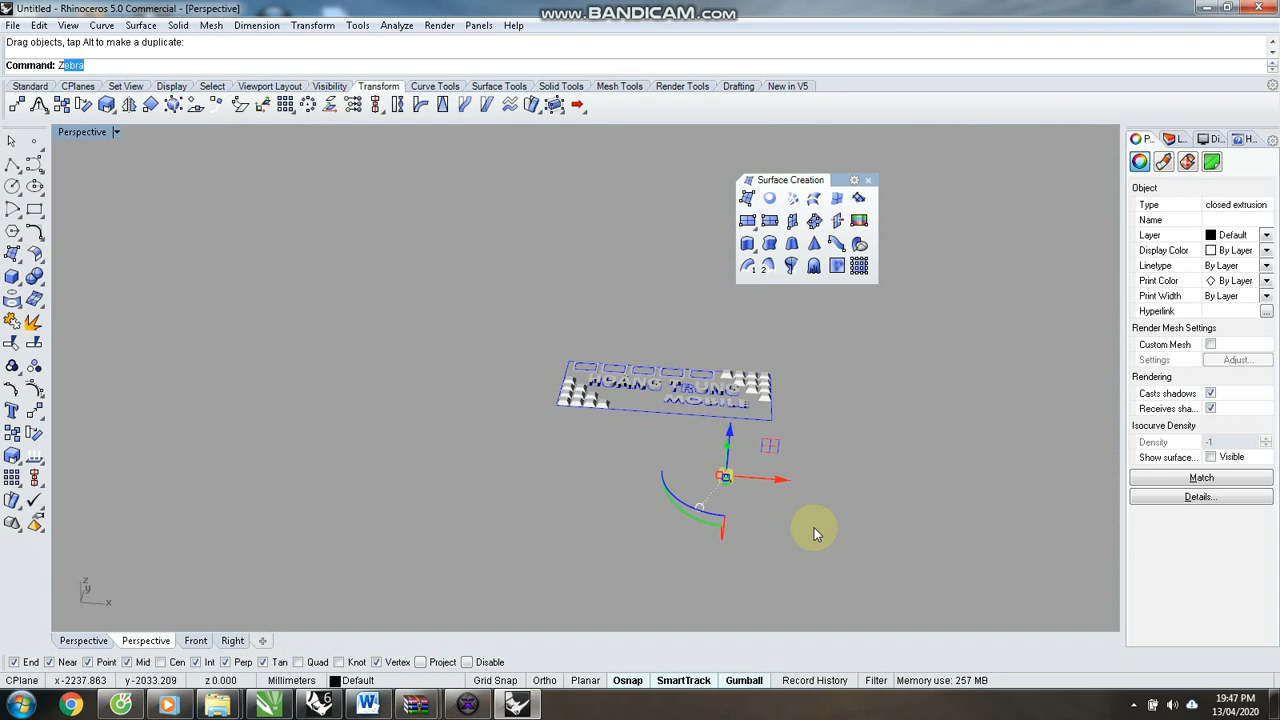 Untitled - Rhinoceros 5.0 Commercial - [Perspective]
www.BANDICAM.com
File Edit View Curve Surface Solid Mesh Dimension Transform Tools Analyze Render Panels Help
Drag objects, tap Alt to make a duplicate:
Command: Zebra
Standard CPlanes Set View Display Select Viewport Layout Visibility Transform Curve Tools Surface Tools Solid Tools Mesh Tools Render Tools Drafting New in V5
Perspective
P... L... Di... H...
Surface Creation
1 2
Object
Type closed extrusion
Name
Layer Default
Display Color By Layer
Linetype By Layer
Print Color By Layer
Print Width By Layer
Hyperlink ...
Render Mesh Settings
Custom Mesh
Settings Adjust...
Rendering
Casts shadows
Receives sha...
Isocurve Density
Density -1
Show surface... Visible
Match
Details...
HOANG TRUNG
MOBILE
z
y
x
Perspective Perspective Front Right
End Near Point Mid Cen Int Perp Tan Quad Knot Vertex Project Disable
CPlane x -2237.863 y -2033.209 z 0.000 Millimeters Default Grid Snap Ortho Planar Osnap SmartTrack Gumball Record History Filter Memory use: 257 MB
6
19:47 PM
13/04/2020